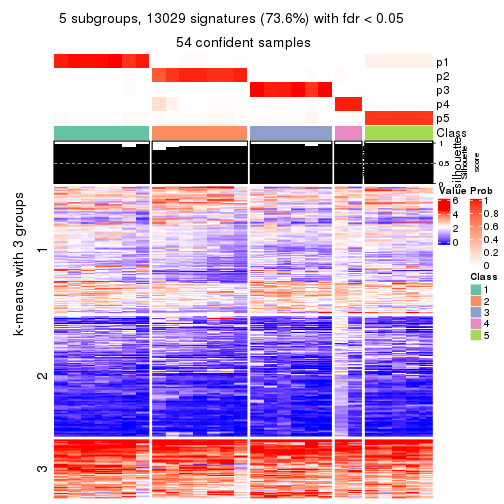 5 subgroups, 13029 signatures (73.6%) with fdr < 0.05
54 confident samples
p1
p2
p3
p4
p5
Class
1
0.5
0
silhouette
Silhouette
score
k-means with 3 groups
1
2
3
Value
6
4
2
0
Prob
1
0.8
0.6
0.4
0.2
0
Class
1
2
3
4
5